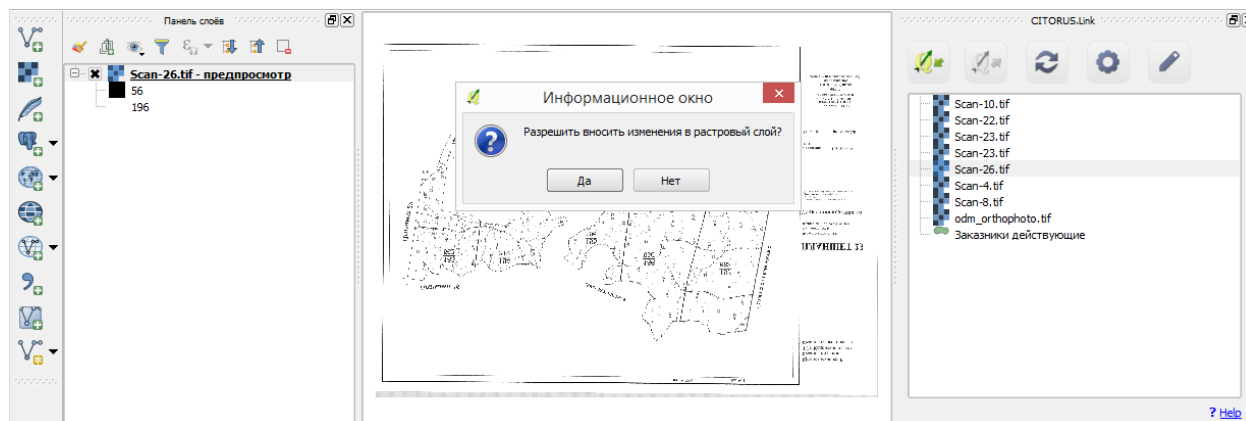 Панель слоёв
Scan-26.tif - предпросмотр
56
196
Информационное окно
Разрешить вносить изменения в растровый слой?
Да
Нет
ПЛАНШЕТ 53
CITORUS.Link
Scan-10.tif
Scan-22.tif
Scan-23.tif
Scan-23.tif
Scan-26.tif
Scan-4.tif
Scan-8.tif
odm_orthophoto.tif
Заказники действующие
? Help